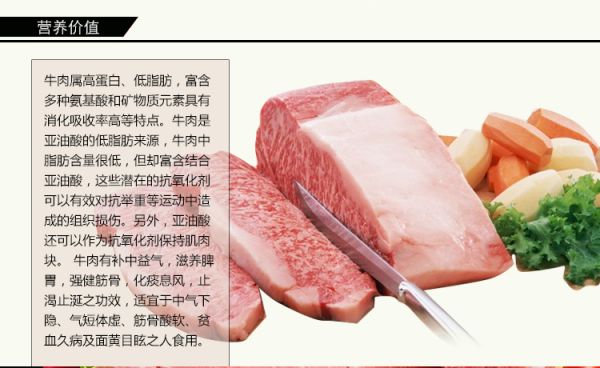 营养价值
牛肉属高蛋白、低脂肪，富含
多种氨基酸和矿物质元素具有
消化吸收率高等特点。牛肉是
亚油酸的低脂肪来源，牛肉中
脂肪含量很低，但却富含结合
亚油酸，这些潜在的抗氧化剂
可以有效对抗举重等运动中造
成的组织损伤。另外，亚油酸
还可以作为抗氧化剂保持肌肉
块。 牛肉有补中益气，滋养脾
胃，强健筋骨，化痰息风，止
渴止涎之功效，适宜于中气下
隐、气短体虚、筋骨酸软、贫
血久病及面黄目眩之人食用。